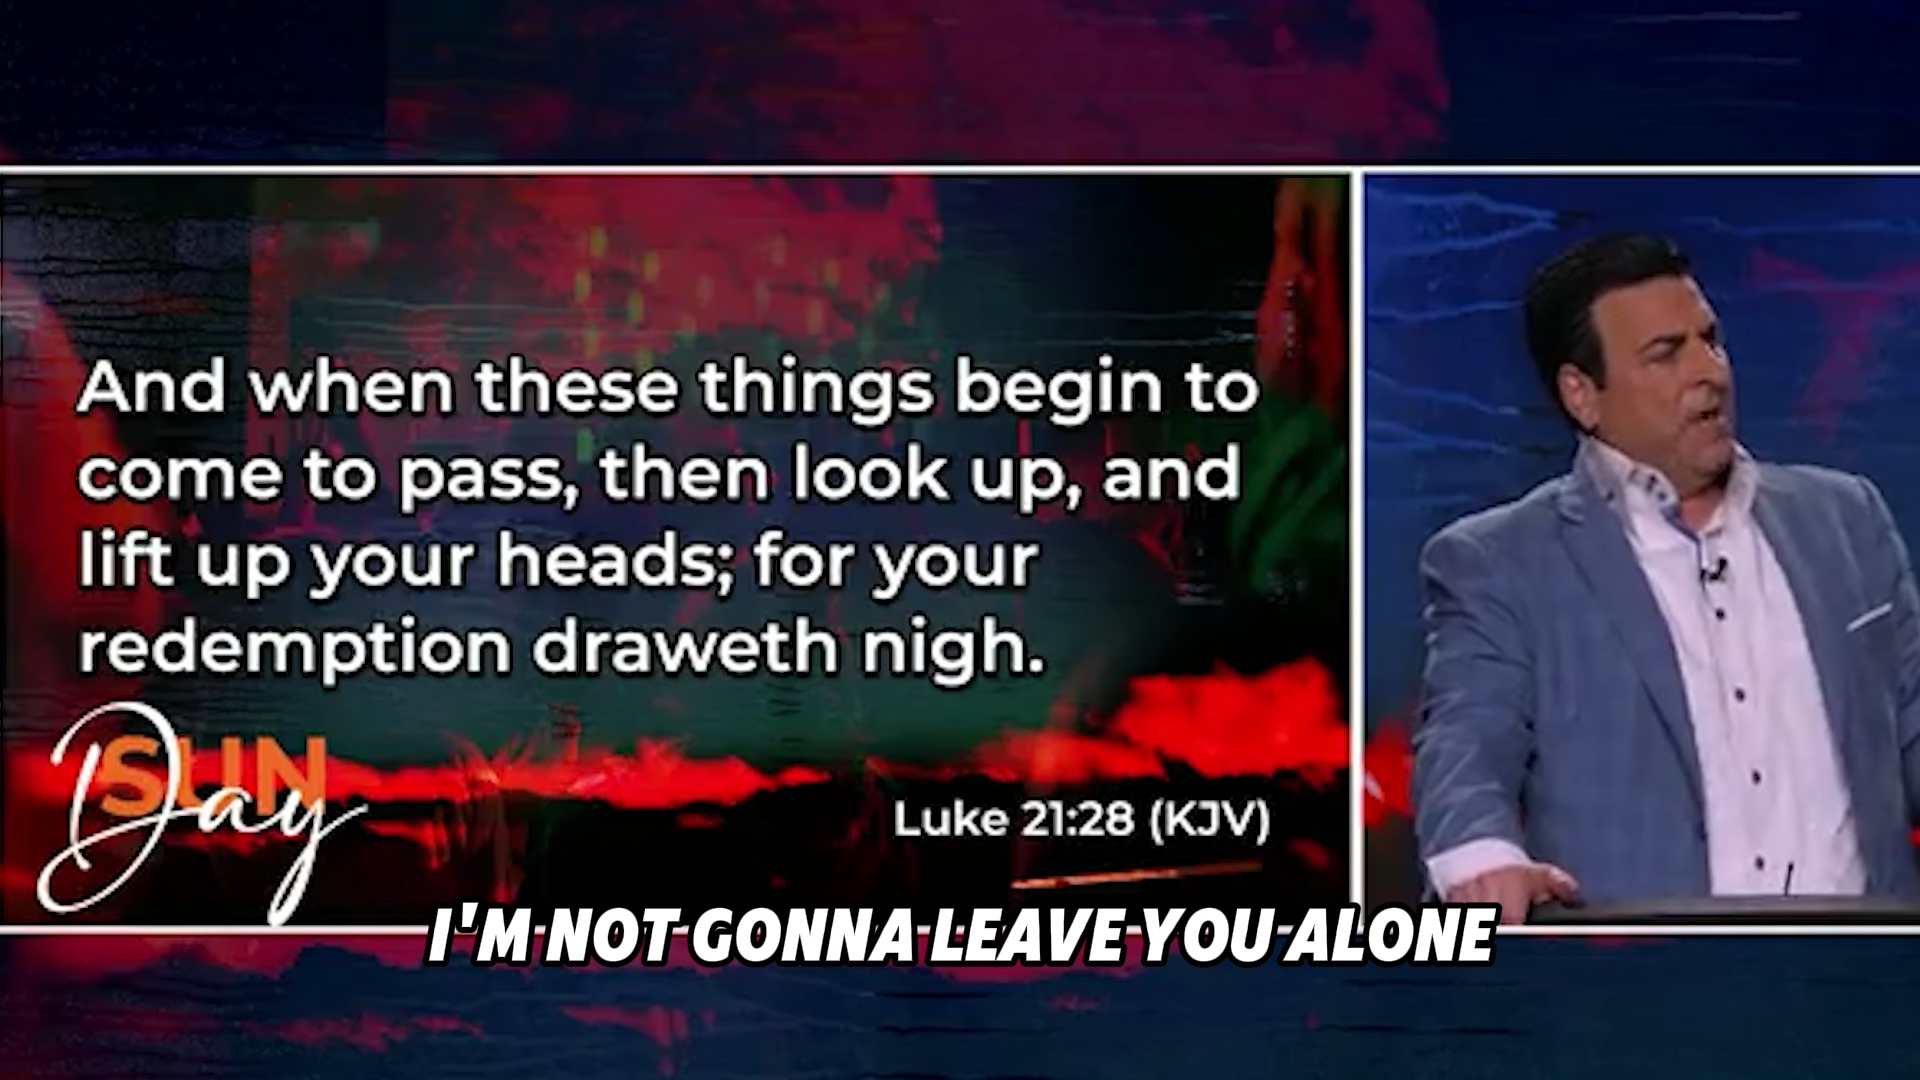 And when these things begin to
come to pass, then look up, and
lift up your heads; for your
redemption draweth nigh.
SUN
Day
Luke 21:28 (KJV)
I'M NOT GONNA LEAVE YOU ALONE